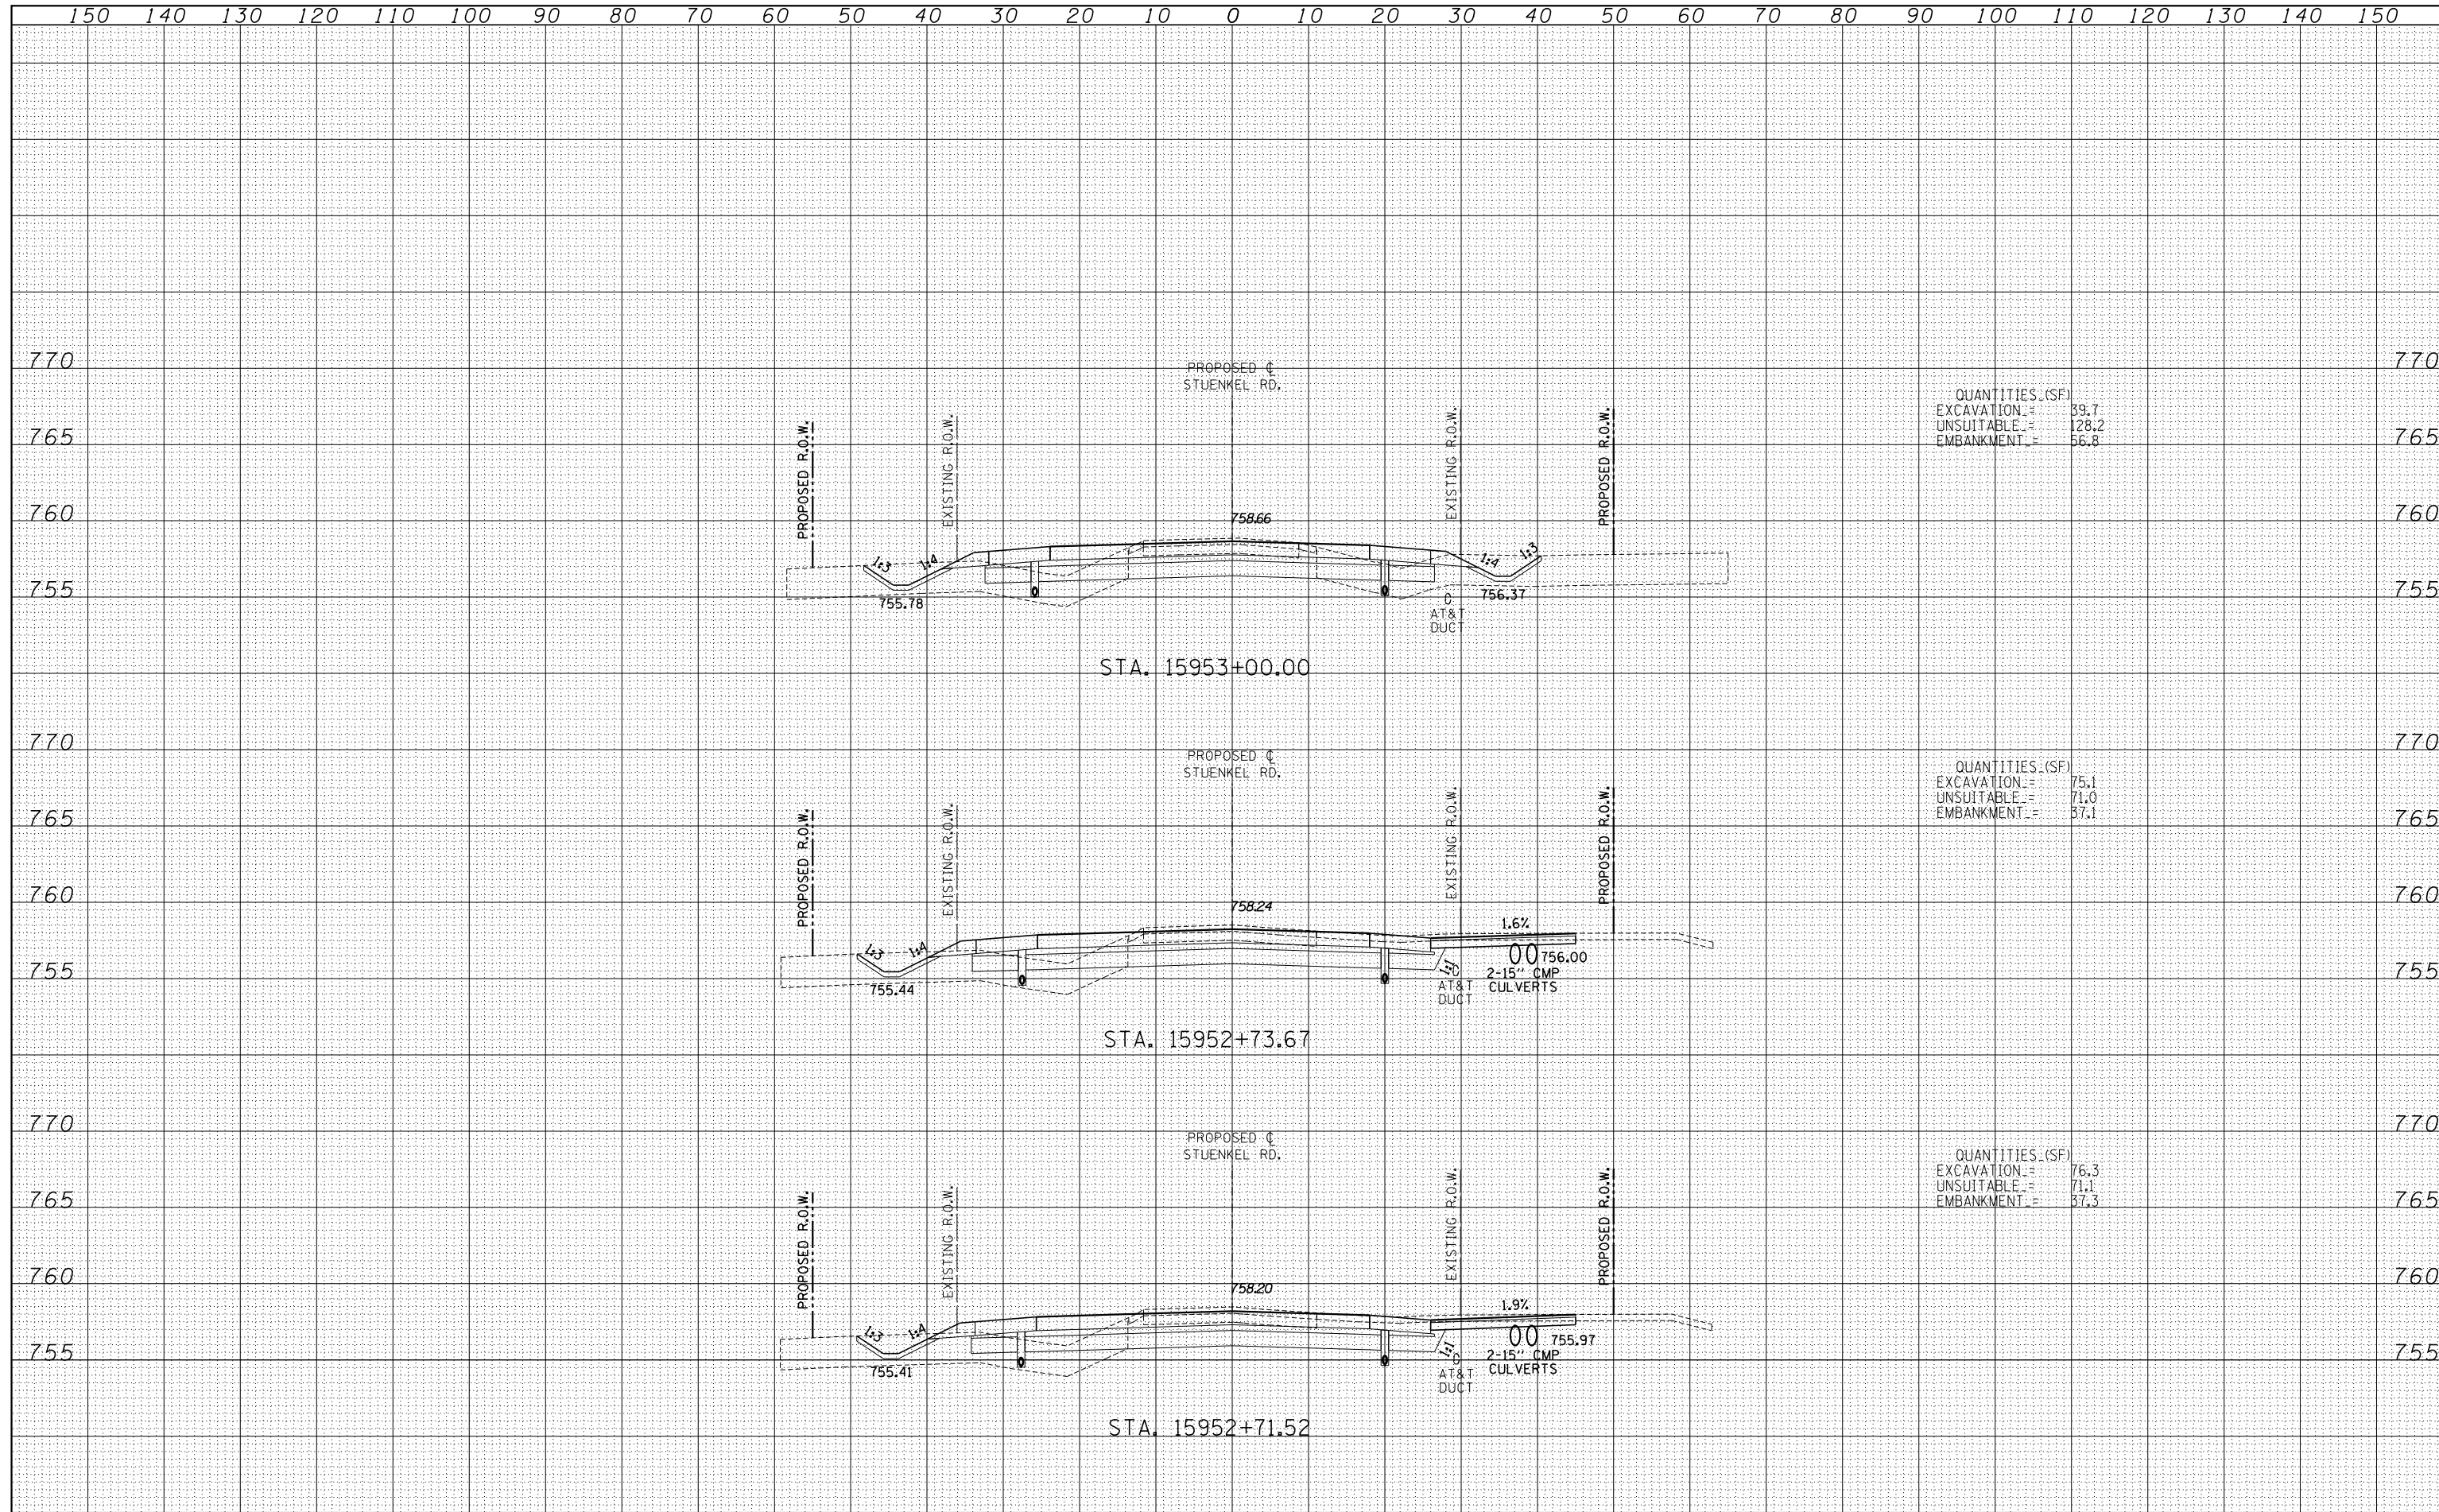 150 140 130 120 110 100 90 80 70 60 50 40 30 20 10 0 10 20 30 40 50 60 70 80 90 100 110 120 130 140 150
770 770
PROPOSED ℄
STUENKEL RD.
QUANTITIES (SF)
EXCAVATION = 39.7
UNSUITABLE = 128.2
EMBANKMENT = 56.8
765 765
PROPOSED R.O.W.
EXISTING R.O.W.
EXISTING R.O.W.
PROPOSED R.O.W.
760 760
758.66
1:3 1:4 1:4 1:3
755 755
755.78
756.37
AT&T
DUCT
STA. 15953+00.00
770 770
PROPOSED ℄
STUENKEL RD.
QUANTITIES (SF)
EXCAVATION = 75.1
UNSUITABLE = 71.0
EMBANKMENT = 37.1
765 765
PROPOSED R.O.W.
EXISTING R.O.W.
EXISTING R.O.W.
PROPOSED R.O.W.
760 760
758.24
1.6%
1:3 1:4 1:1
756.00
755 755
755.44
2-15" CMP
CULVERTS
AT&T
DUCT
STA. 15952+73.67
770 770
PROPOSED ℄
STUENKEL RD.
QUANTITIES (SF)
EXCAVATION = 76.3
UNSUITABLE = 71.1
EMBANKMENT = 37.3
765 765
PROPOSED R.O.W.
EXISTING R.O.W.
EXISTING R.O.W.
PROPOSED R.O.W.
760 760
758.20
1.9%
1:3 1:4 1:1
755.97
755 755
755.41
2-15" CMP
CULVERTS
AT&T
DUCT
STA. 15952+71.52